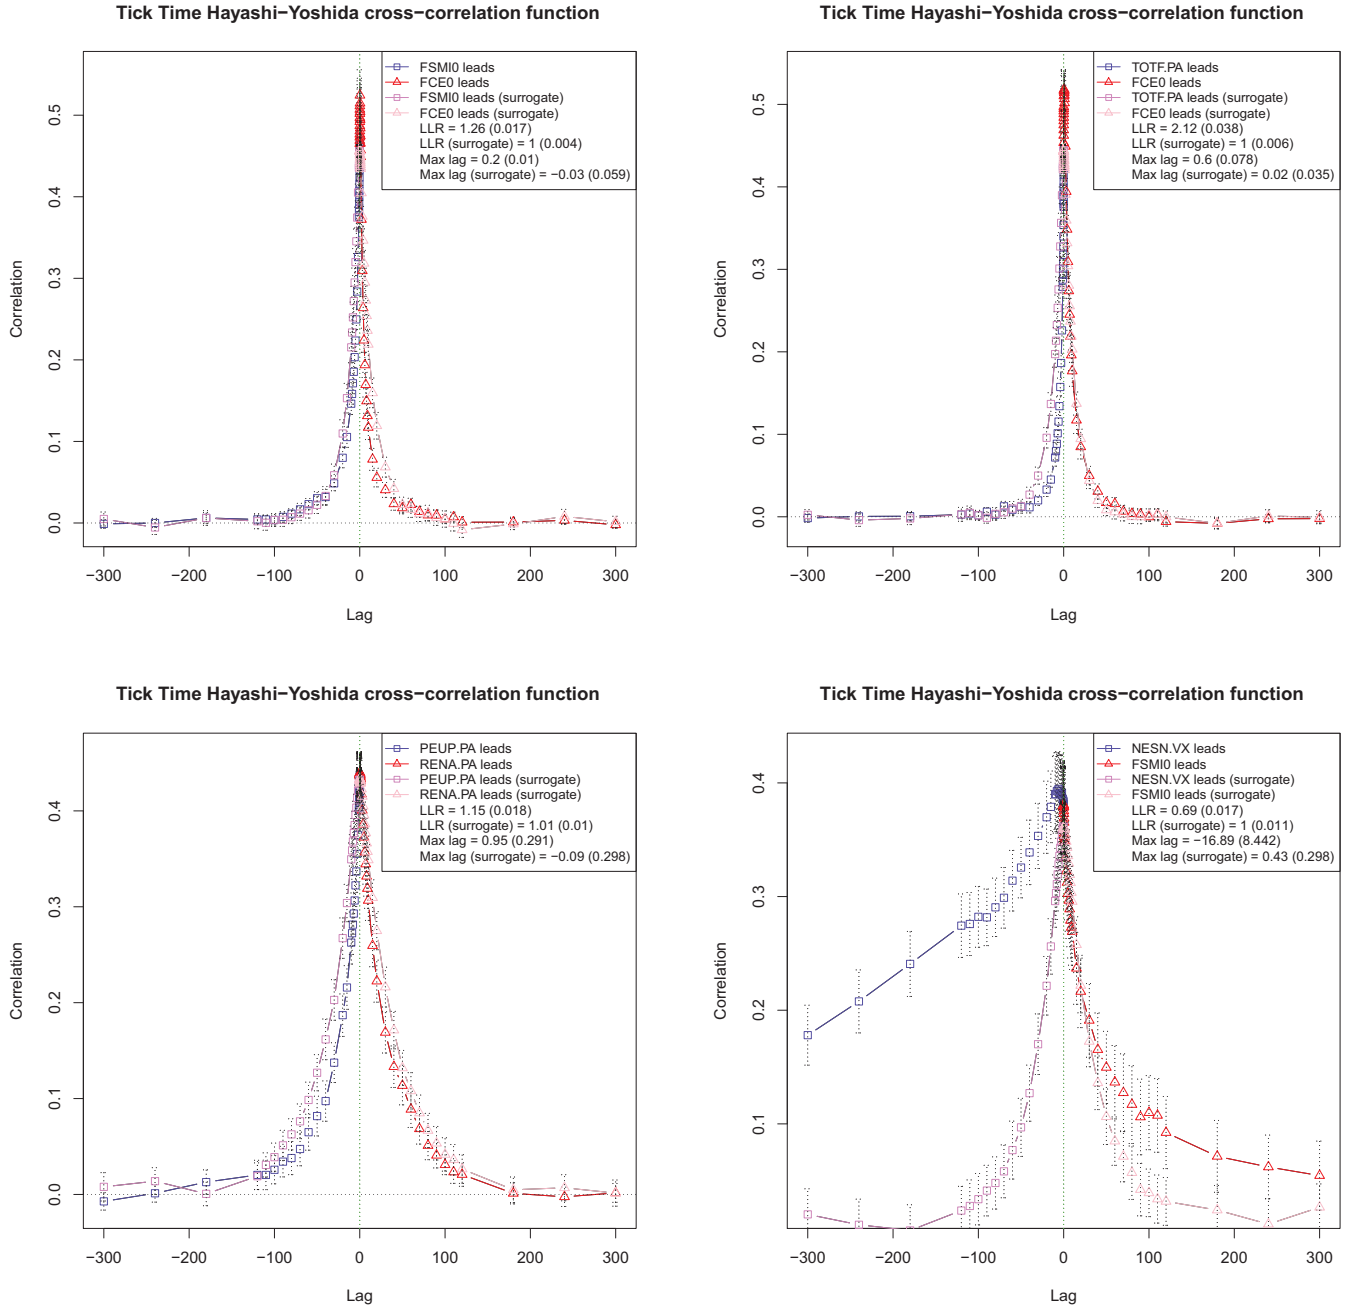 Tick Time Hayashi−Yoshida cross−correlation function
FSMI0 leads
FCE0 leads
FSMI0 leads (surrogate)
FCE0 leads (surrogate)
LLR = 1.26 (0.017)
LLR (surrogate) = 1 (0.004)
Max lag = 0.2 (0.01)
Max lag (surrogate) = −0.03 (0.059)
Correlation
0.5
0.4
0.3
0.2
0.1
0.0
−300 −200 −100 0 100 200 300
Lag
Tick Time Hayashi−Yoshida cross−correlation function
TOTF.PA leads
FCE0 leads
TOTF.PA leads (surrogate)
FCE0 leads (surrogate)
LLR = 2.12 (0.038)
LLR (surrogate) = 1 (0.006)
Max lag = 0.6 (0.078)
Max lag (surrogate) = 0.02 (0.035)
Correlation
0.5
0.4
0.3
0.2
0.1
0.0
−300 −200 −100 0 100 200 300
Lag
Tick Time Hayashi−Yoshida cross−correlation function
PEUP.PA leads
RENA.PA leads
PEUP.PA leads (surrogate)
RENA.PA leads (surrogate)
LLR = 1.15 (0.018)
LLR (surrogate) = 1.01 (0.01)
Max lag = 0.95 (0.291)
Max lag (surrogate) = −0.09 (0.298)
Correlation
0.4
0.3
0.2
0.1
0.0
−300 −200 −100 0 100 200 300
Lag
Tick Time Hayashi−Yoshida cross−correlation function
NESN.VX leads
FSMI0 leads
NESN.VX leads (surrogate)
FSMI0 leads (surrogate)
LLR = 0.69 (0.017)
LLR (surrogate) = 1 (0.011)
Max lag = −16.89 (8.442)
Max lag (surrogate) = 0.43 (0.298)
Correlation
0.4
0.3
0.2
0.1
−300 −200 −100 0 100 200 300
Lag